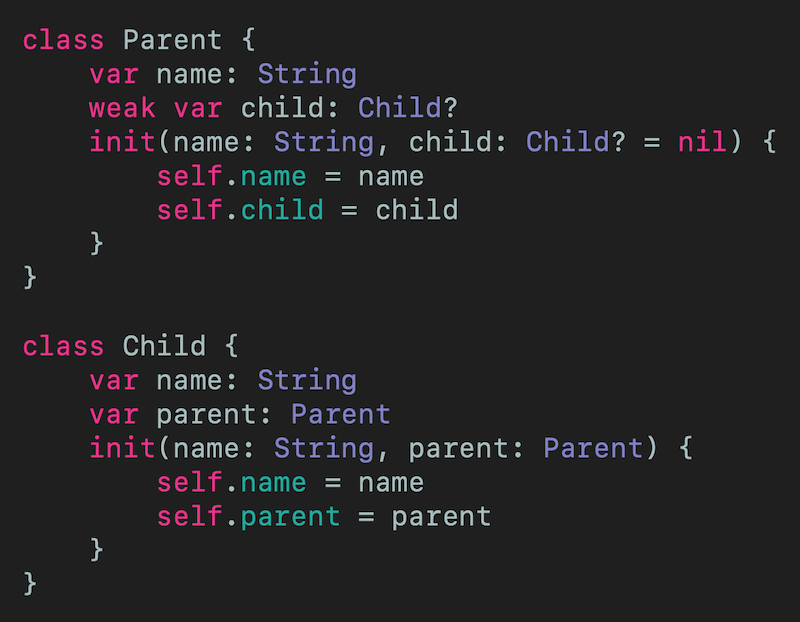 class Parent {
    var name: String
    weak var child: Child?
    init(name: String, child: Child? = nil) {
        self.name = name
        self.child = child
    }
}

class Child {
    var name: String
    var parent: Parent
    init(name: String, parent: Parent) {
        self.name = name
        self.parent = parent
    }
}